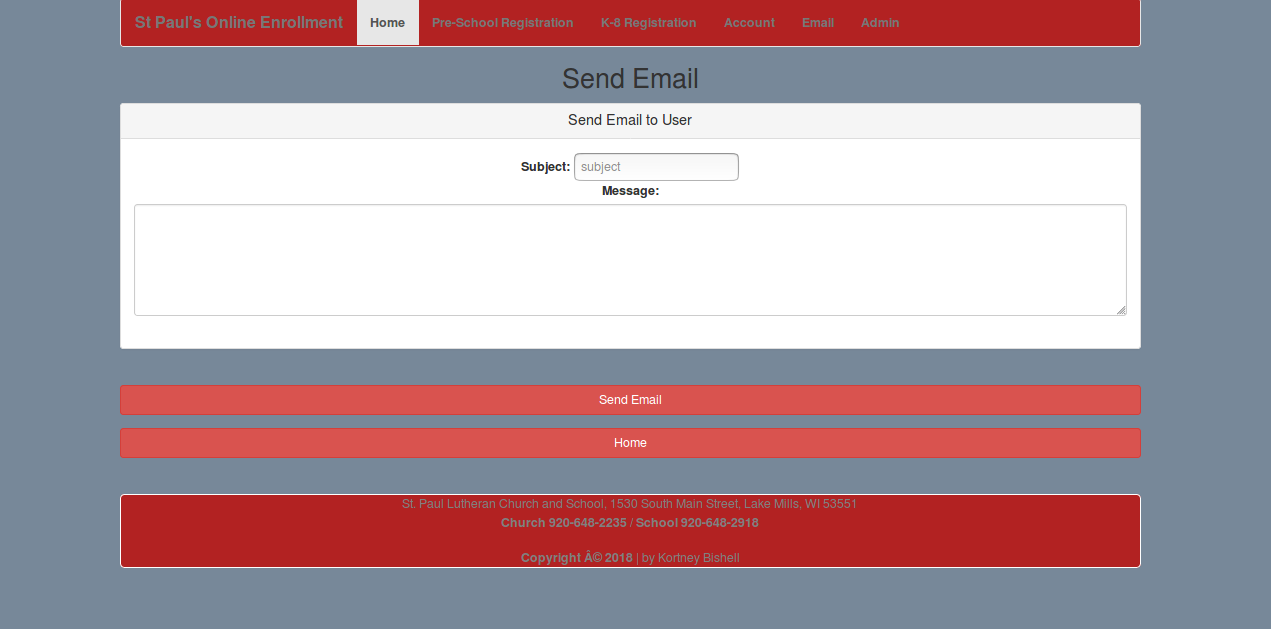 St Paul's Online Enrollment Home Pre-School Registration K-8 Registration Account Email Admin
Send Email
Send Email to User
Subject: subject
Message:
Send Email
Home
St. Paul Lutheran Church and School, 1530 South Main Street, Lake Mills, WI 53551
Church 920-648-2235 / School 920-648-2918
Copyright Â© 2018 | by Kortney Bishell